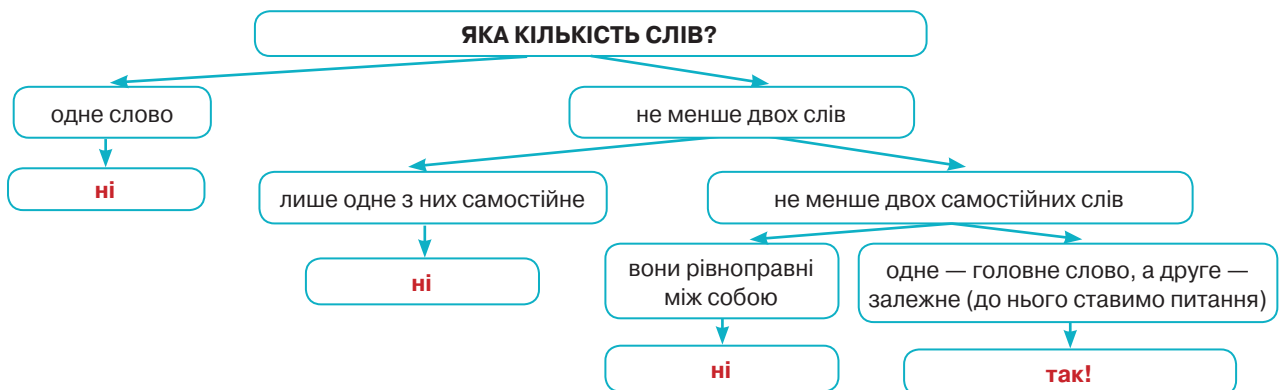 ЯКА КІЛЬКІСТЬ СЛІВ?
одне слово
не менше двох слів
ні
лише одне з них самостійне
не менше двох самостійних слів
ні
вони рівноправні
між собою
одне — головне слово, а друге —
залежне (до нього ставимо питання)
ні
так!